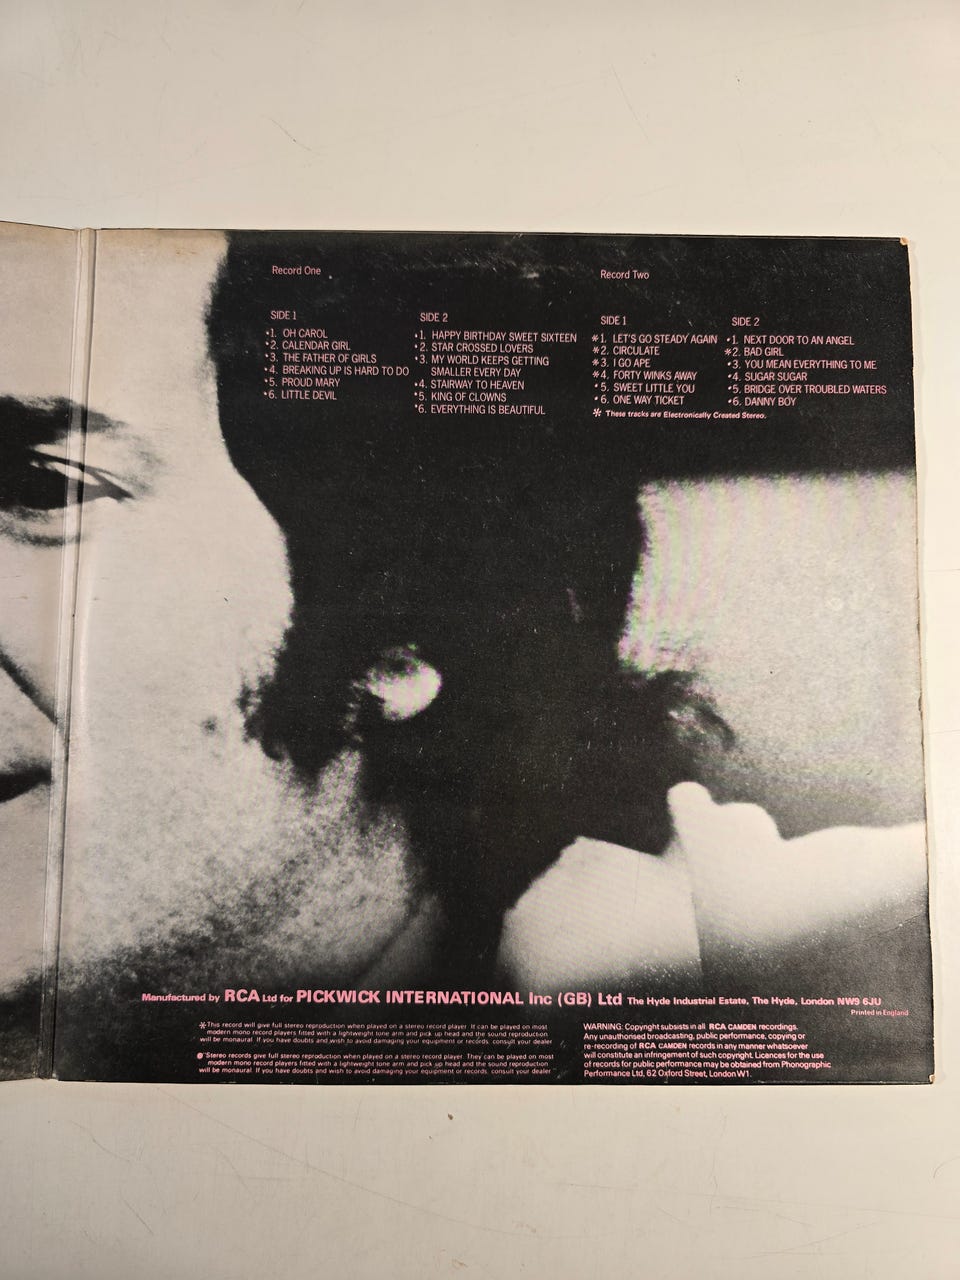 Record One
SIDE 1
•1. OH CAROL
•2. CALENDAR GIRL
•3. THE FATHER OF GIRLS
•4. BREAKING UP IS HARD TO DO
•5. PROUD MARY
•6. LITTLE DEVIL
SIDE 2
•1. HAPPY BIRTHDAY SWEET SIXTEEN
•2. STAR CROSSED LOVERS
•3. MY WORLD KEEPS GETTING
SMALLER EVERY DAY
•4. STAIRWAY TO HEAVEN
•5. KING OF CLOWNS
•6. EVERYTHING IS BEAUTIFUL
Record Two
SIDE 1
*1. LET'S GO STEADY AGAIN
*2. CIRCULATE
*3. I GO APE
*4. FORTY WINKS AWAY
•5. SWEET LITTLE YOU
•6. ONE WAY TICKET
* These tracks are Electronically Created Stereo.
SIDE 2
•1. NEXT DOOR TO AN ANGEL
*2. BAD GIRL
•3. YOU MEAN EVERYTHING TO ME
•4. SUGAR SUGAR
•5. BRIDGE OVER TROUBLED WATERS
•6. DANNY BOY
Manufactured by RCA Ltd for PICKWICK INTERNATIONAL Inc (GB) Ltd The Hyde Industrial Estate, The Hyde, London NW9 6JU
Printed in England
*This record will give full stereo reproduction when played on a stereo record player. It can be played on most
modern mono record players fitted with a lightweight tone arm and pick up head and the sound reproduction
will be monaural. If you have doubts and wish to avoid damaging your equipment or records, consult your dealer
•Stereo records give full stereo reproduction when played on a stereo record player. They can be played on most
modern mono record players fitted with a lightweight tone arm and pick up head and the sound reproduction
will be monaural. If you have doubts and wish to avoid damaging your equipment or records, consult your dealer
WARNING: Copyright subsists in all RCA CAMDEN recordings.
Any unauthorised broadcasting, public performance, copying or
re-recording of RCA CAMDEN records in any manner whatsoever
will constitute an infringement of such copyright. Licences for the use
of records for public performance may be obtained from Phonographic
Performance Ltd, 62 Oxford Street, London W1.